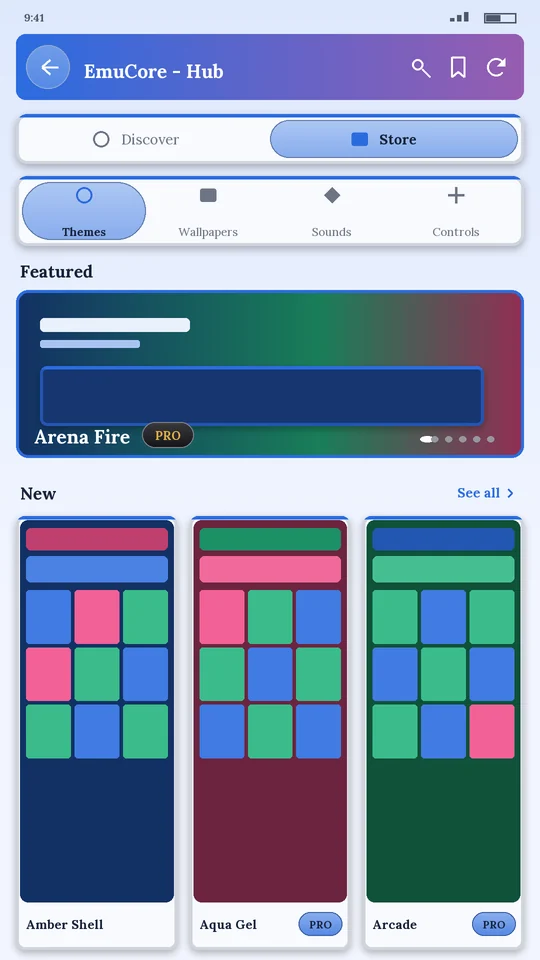 9:41
EmuCore - Hub
Discover
Store
Themes
Wallpapers
Sounds
Controls
Featured
Arena Fire
PRO
New
See all
Amber Shell
Aqua Gel
PRO
Arcade
PRO